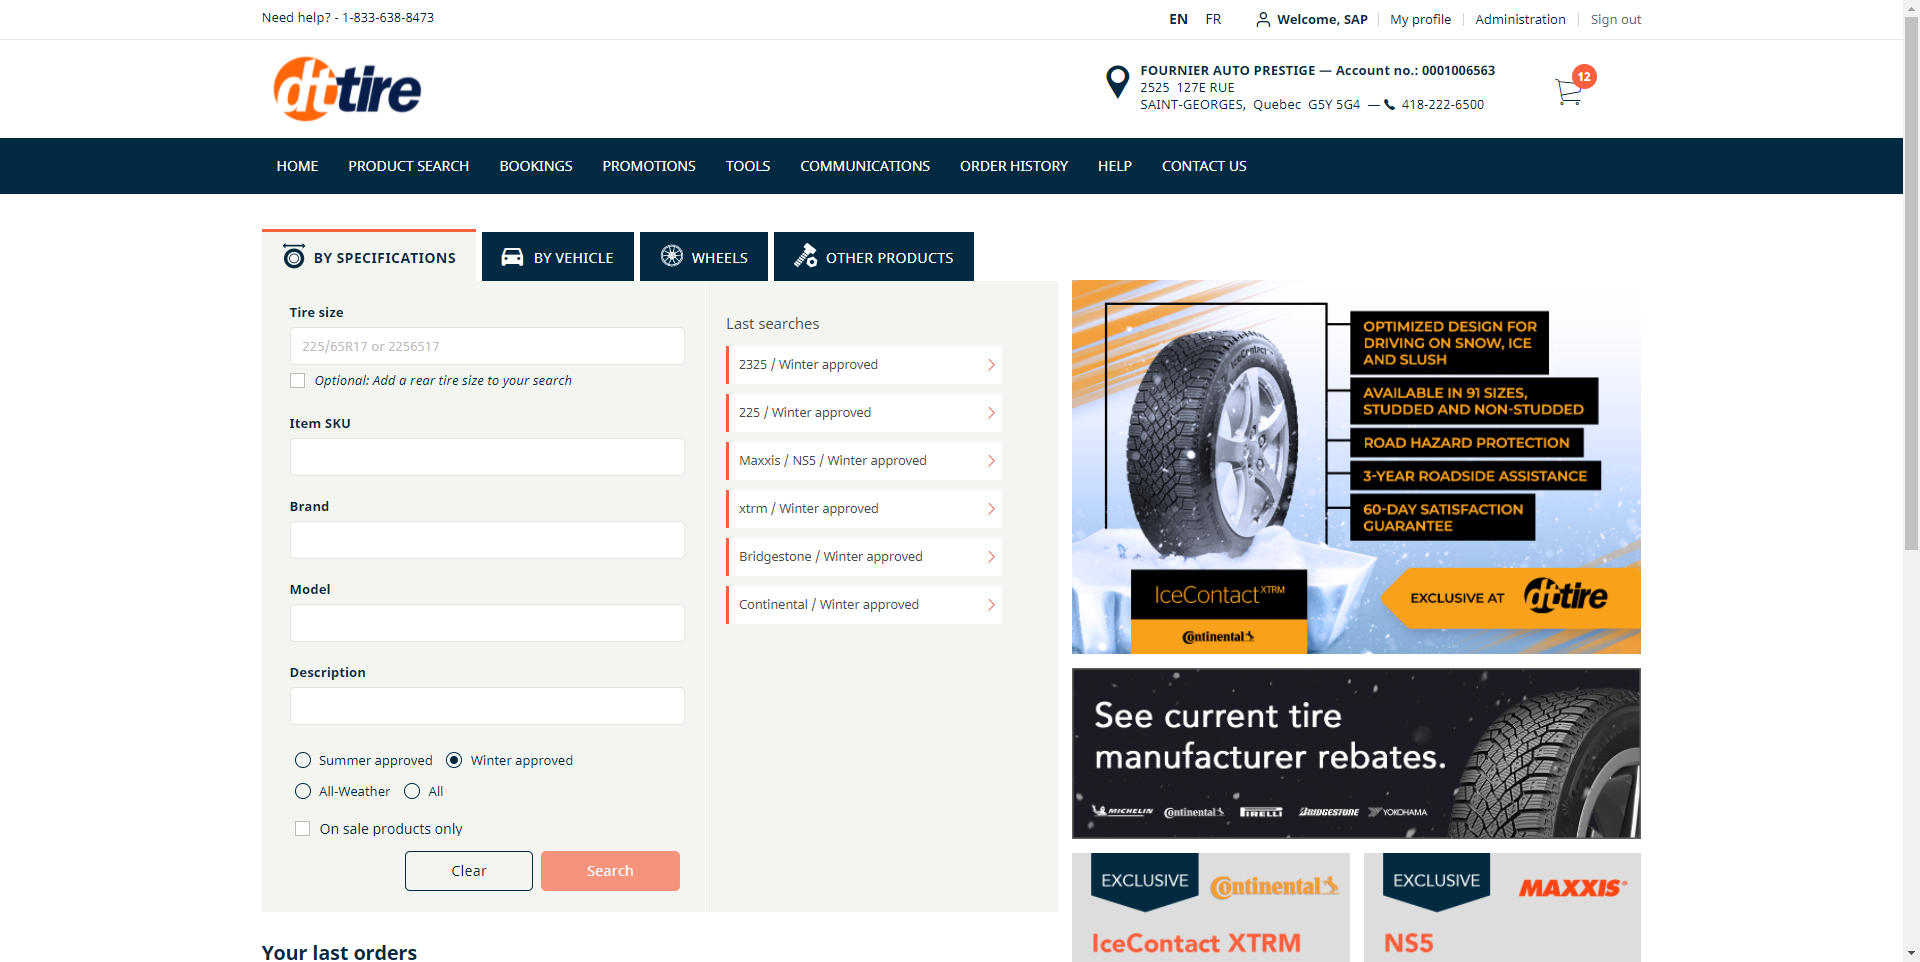 Need help? - 1-833-638-8473
EN FR Welcome, SAP My profile Administration Sign out
dttire
FOURNIER AUTO PRESTIGE — Account no.: 0001006563
2525 127E RUE
SAINT-GEORGES, Quebec G5Y 5G4 — 418-222-6500
12
HOME PRODUCT SEARCH BOOKINGS PROMOTIONS TOOLS COMMUNICATIONS ORDER HISTORY HELP CONTACT US
BY SPECIFICATIONS BY VEHICLE WHEELS OTHER PRODUCTS
Tire size
225/65R17 or 2256517
Optional: Add a rear tire size to your search
Item SKU
Brand
Model
Description
Summer approved Winter approved
All-Weather All
On sale products only
Clear Search
Last searches
2325 / Winter approved
225 / Winter approved
Maxxis / NS5 / Winter approved
xtrm / Winter approved
Bridgestone / Winter approved
Continental / Winter approved
IceContact
OPTIMIZED DESIGN FOR
DRIVING ON SNOW, ICE
AND SLUSH
AVAILABLE IN 91 SIZES,
STUDDED AND NON-STUDDED
ROAD HAZARD PROTECTION
3-YEAR ROADSIDE ASSISTANCE
60-DAY SATISFACTION
GUARANTEE
IceContact XTRM
Continental
EXCLUSIVE AT dttire
See current tire
manufacturer rebates.
MICHELIN Continental PIRELLI BRIDGESTONE YOKOHAMA
EXCLUSIVE Continental
IceContact XTRM
EXCLUSIVE MAXXIS
NS5
Your last orders